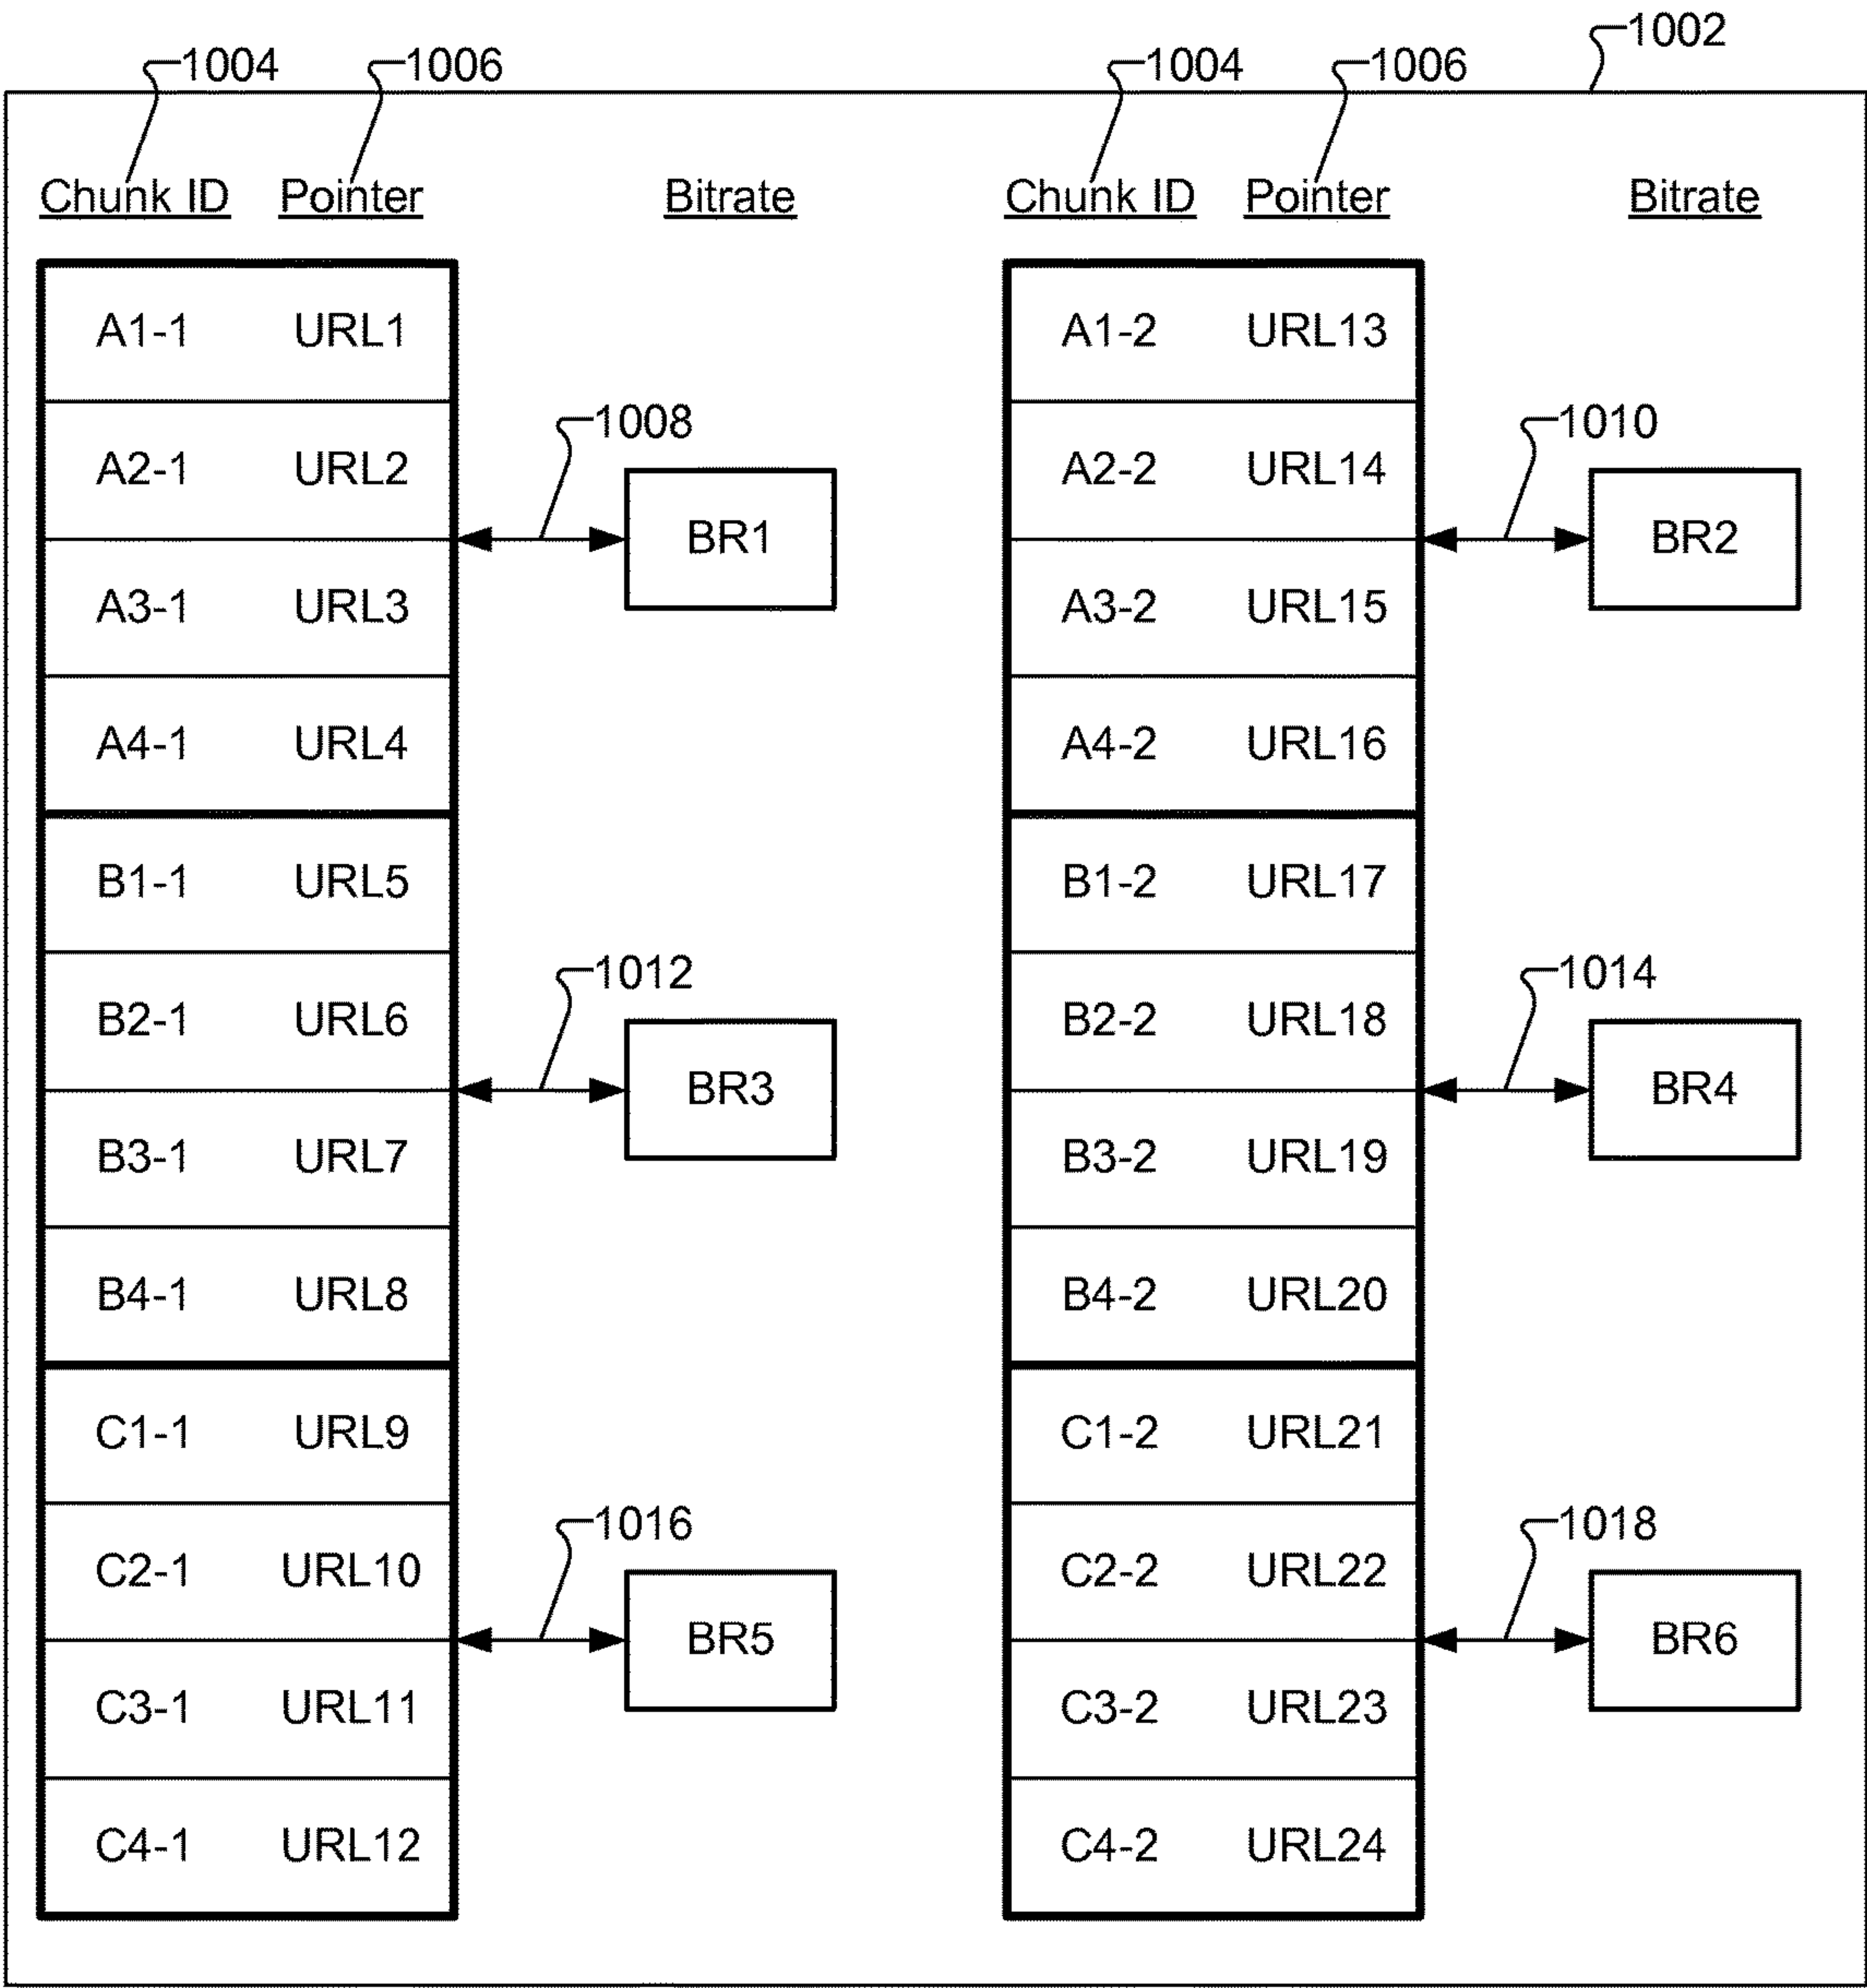 1002
1004 1006 1004 1006
Chunk ID Pointer Bitrate Chunk ID Pointer Bitrate
A1-1 URL1 A1-2 URL13
1008 1010
A2-1 URL2 A2-2 URL14
BR1 BR2
A3-1 URL3 A3-2 URL15
A4-1 URL4 A4-2 URL16
B1-1 URL5 B1-2 URL17
1012 1014
B2-1 URL6 B2-2 URL18
BR3 BR4
B3-1 URL7 B3-2 URL19
B4-1 URL8 B4-2 URL20
C1-1 URL9 C1-2 URL21
1016 1018
C2-1 URL10 C2-2 URL22
BR5 BR6
C3-1 URL11 C3-2 URL23
C4-1 URL12 C4-2 URL24